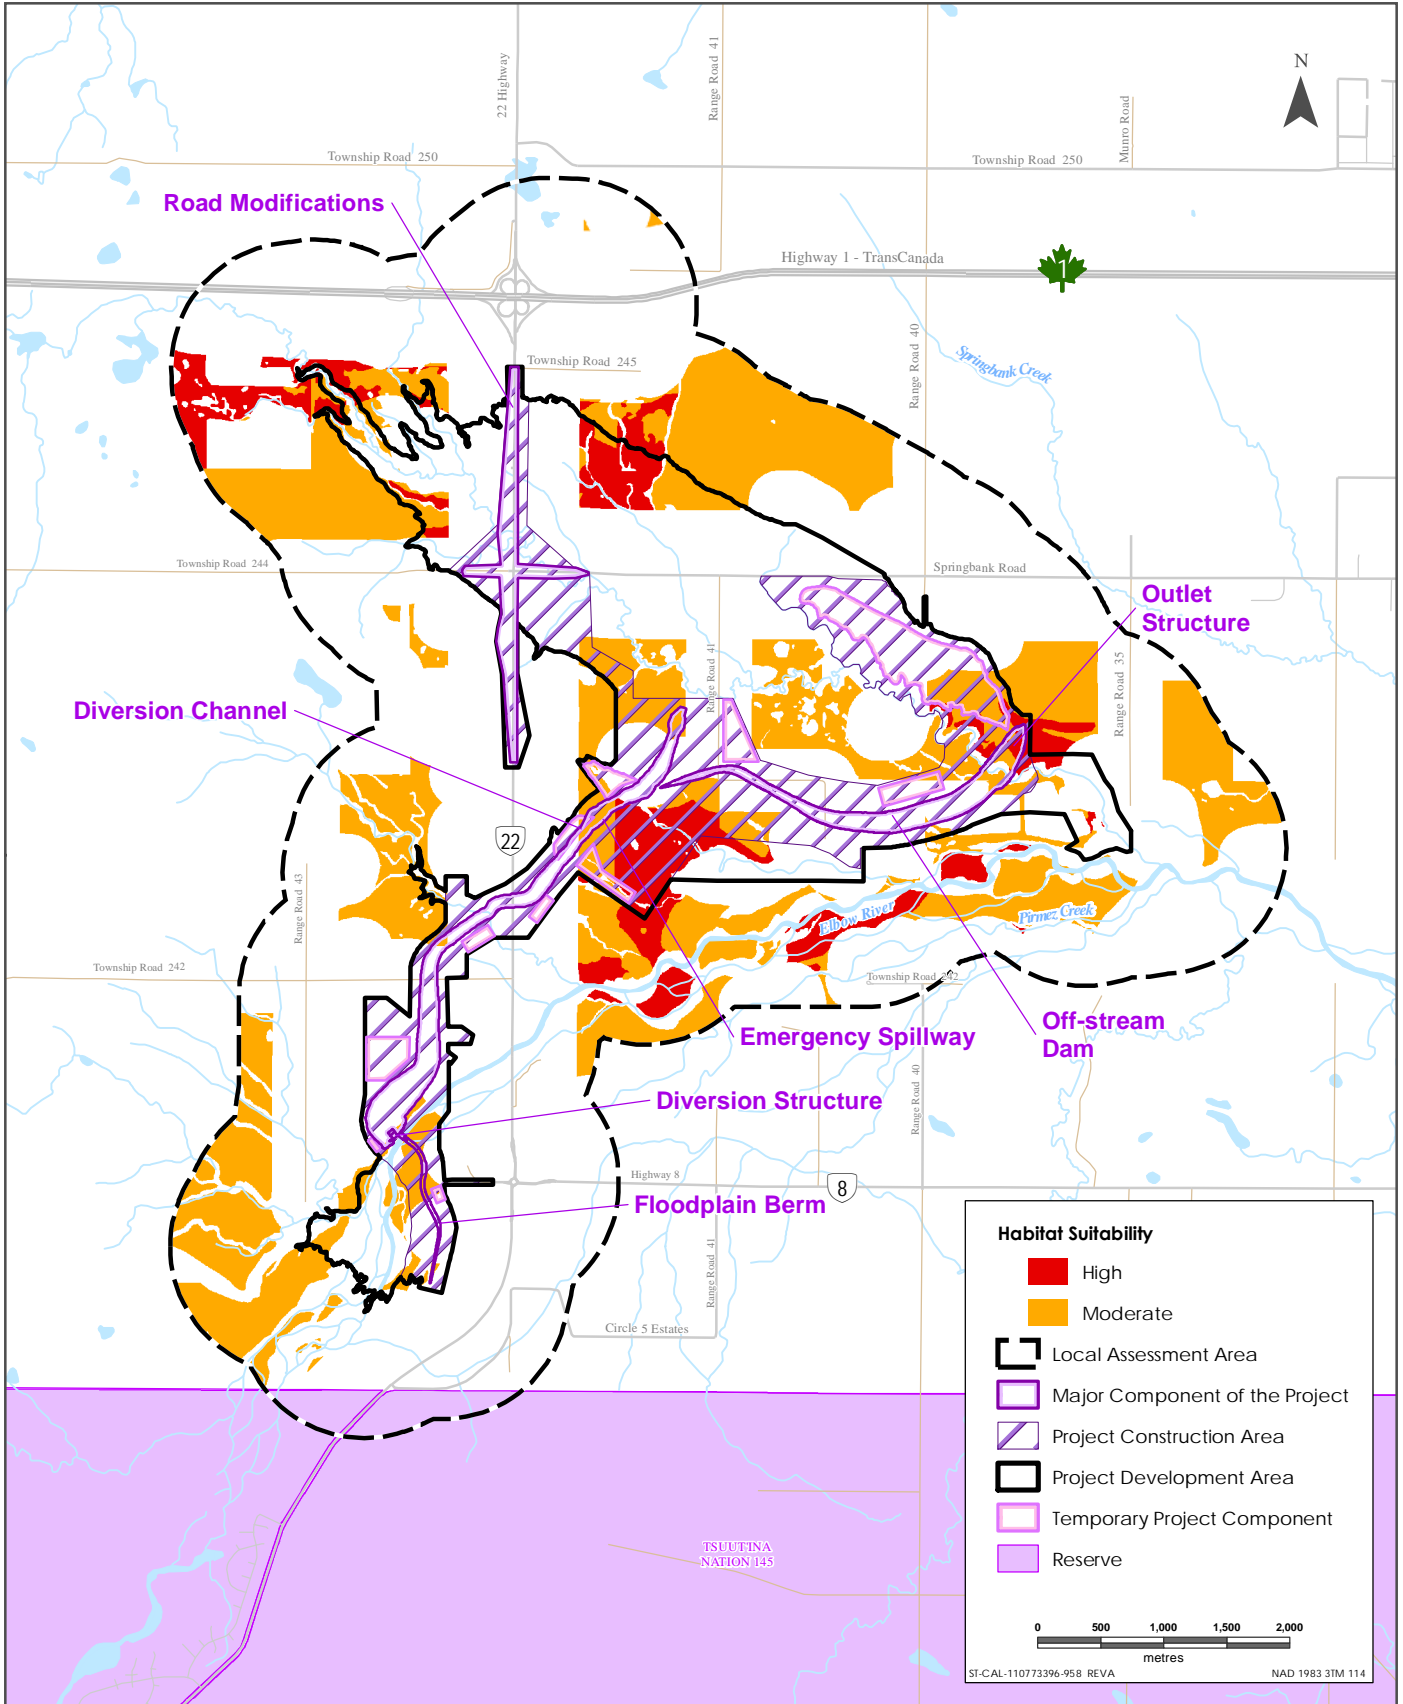 22 Highway
Range Road 41
Munro Road
N
Township Road 250
Township Road 250
Road Modifications
Highway 1 - TransCanada
1
Range Road 40
Springbank Creek
Township Road 245
Township Road 244
Springbank Road
Outlet
Structure
Range Road 41
Range Road 35
Diversion Channel
22
Range Road 43
Elbow River
Pirmez Creek
Township Road 242
Township Road 242
Emergency Spillway
Off-stream
Dam
Range Road 40
Diversion Structure
Highway 8
8
Floodplain Berm
Range Road 41
Circle 5 Estates
TSUUT'INA
NATION 145
Habitat Suitability
High
Moderate
Local Assessment Area
Major Component of the Project
Project Construction Area
Project Development Area
Temporary Project Component
Reserve
0 500 1,000 1,500 2,000
metres
ST-CAL-110773396-958 REVA NAD 1983 3TM 114